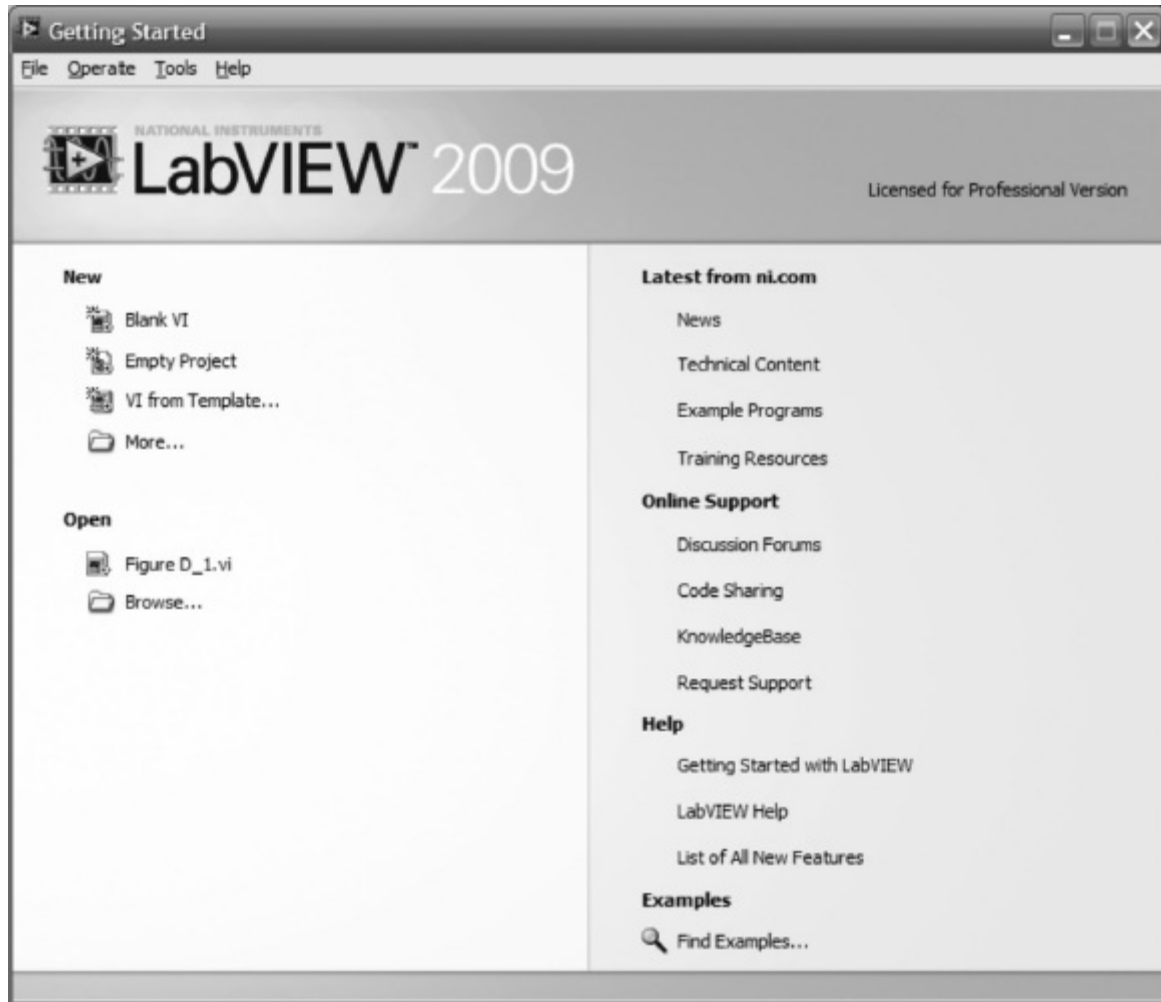 Getting Started
File Operate Tools Help
NATIONAL INSTRUMENTS
LabVIEW™ 2009
Licensed for Professional Version
New
Blank VI
Empty Project
VI from Template...
More...
Open
Figure D_1.vi
Browse...
Latest from ni.com
News
Technical Content
Example Programs
Training Resources
Online Support
Discussion Forums
Code Sharing
KnowledgeBase
Request Support
Help
Getting Started with LabVIEW
LabVIEW Help
List of All New Features
Examples
Find Examples...